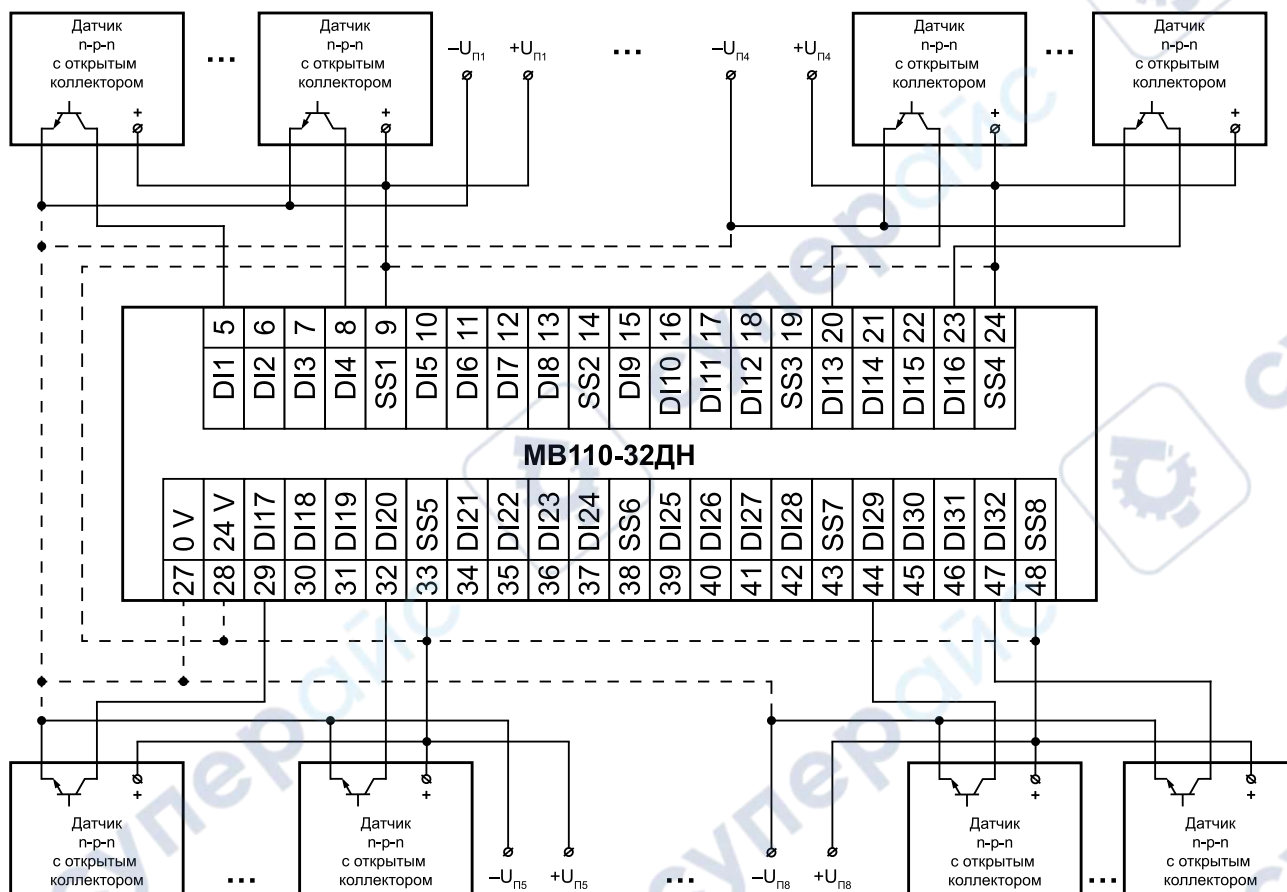 Датчик
n-p-n
с открытым
коллектором
+
...
Датчик
n-p-n
с открытым
коллектором
+
–Uп1
+Uп1
...
–Uп4
+Uп4
Датчик
n-p-n
с открытым
коллектором
+
...
Датчик
n-p-n
с открытым
коллектором
+
5 6 7 8 9 10 11 12 13 14 15 16 17 18 19 20 21 22 23 24
DI1 DI2 DI3 DI4 SS1 DI5 DI6 DI7 DI8 SS2 DI9 DI10 DI11 DI12 SS3 DI13 DI14 DI15 DI16 SS4
МВ110-32ДН
0 V 24 V DI17 DI18 DI19 DI20 SS5 DI21 DI22 DI23 DI24 SS6 DI25 DI26 DI27 DI28 SS7 DI29 DI30 DI31 DI32 SS8
27 28 29 30 31 32 33 34 35 36 37 38 39 40 41 42 43 44 45 46 47 48
+
Датчик
n-p-n
с открытым
коллектором
...
+
Датчик
n-p-n
с открытым
коллектором
–Uп5
+Uп5
...
–Uп8
+Uп8
+
Датчик
n-p-n
с открытым
коллектором
...
+
Датчик
n-p-n
с открытым
коллектором
суперайс
суперайс
суперайс